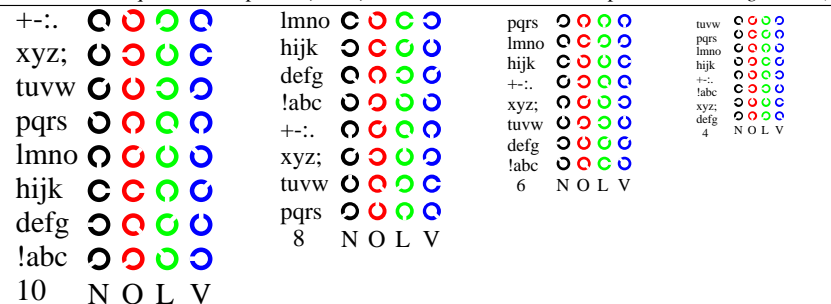 +-:.
xyz;
tuvw
pqrs
lmno
hijk
defg
!abc
10 N O L V
lmno
hijk
defg
!abc
+-:.
xyz;
tuvw
pqrs
8 N O L V
pqrs
lmno
hijk
+-:.
xyz;
tuvw
defg
!abc
6 N O L V
tuvw
pqrs
lmno
hijk
+-:.
!abc
xyz;
defg
4 N O L V